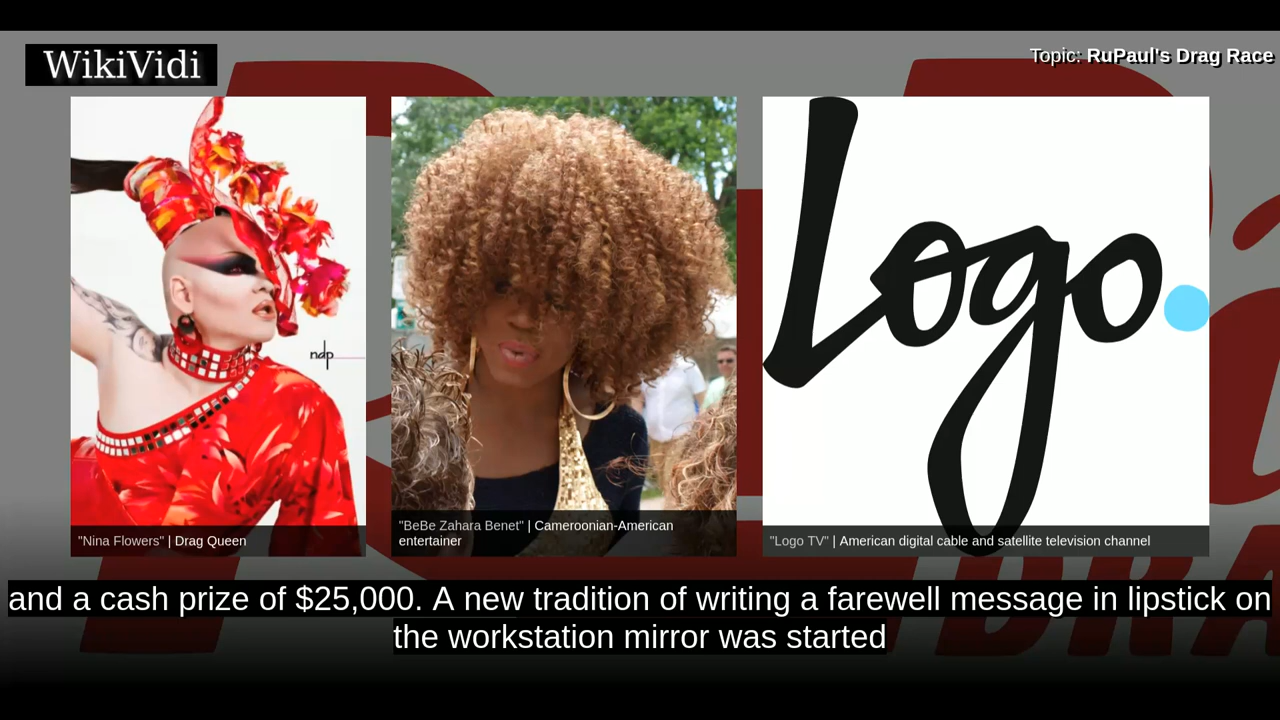 WikiVidi
Topic: RuPaul's Drag Race
ndp
Logo.
"Nina Flowers" | Drag Queen
"BeBe Zahara Benet" | Cameroonian-American
entertainer
"Logo TV" | American digital cable and satellite television channel
and a cash prize of $25,000. A new tradition of writing a farewell message in lipstick on
the workstation mirror was started